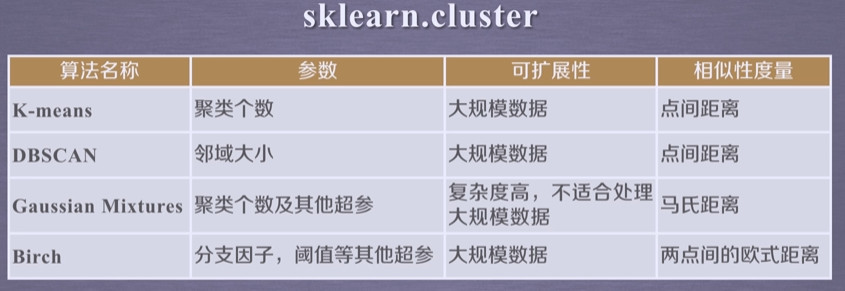 sklearn.cluster
算法名称 参数 可扩展性 相似性度量
K-means 聚类个数 大规模数据 点间距离
DBSCAN 邻域大小 大规模数据 点间距离
Gaussian Mixtures 聚类个数及其他超参 复杂度高，不适合处理
大规模数据 马氏距离
Birch 分支因子，阈值等其他超参 大规模数据 两点间的欧式距离